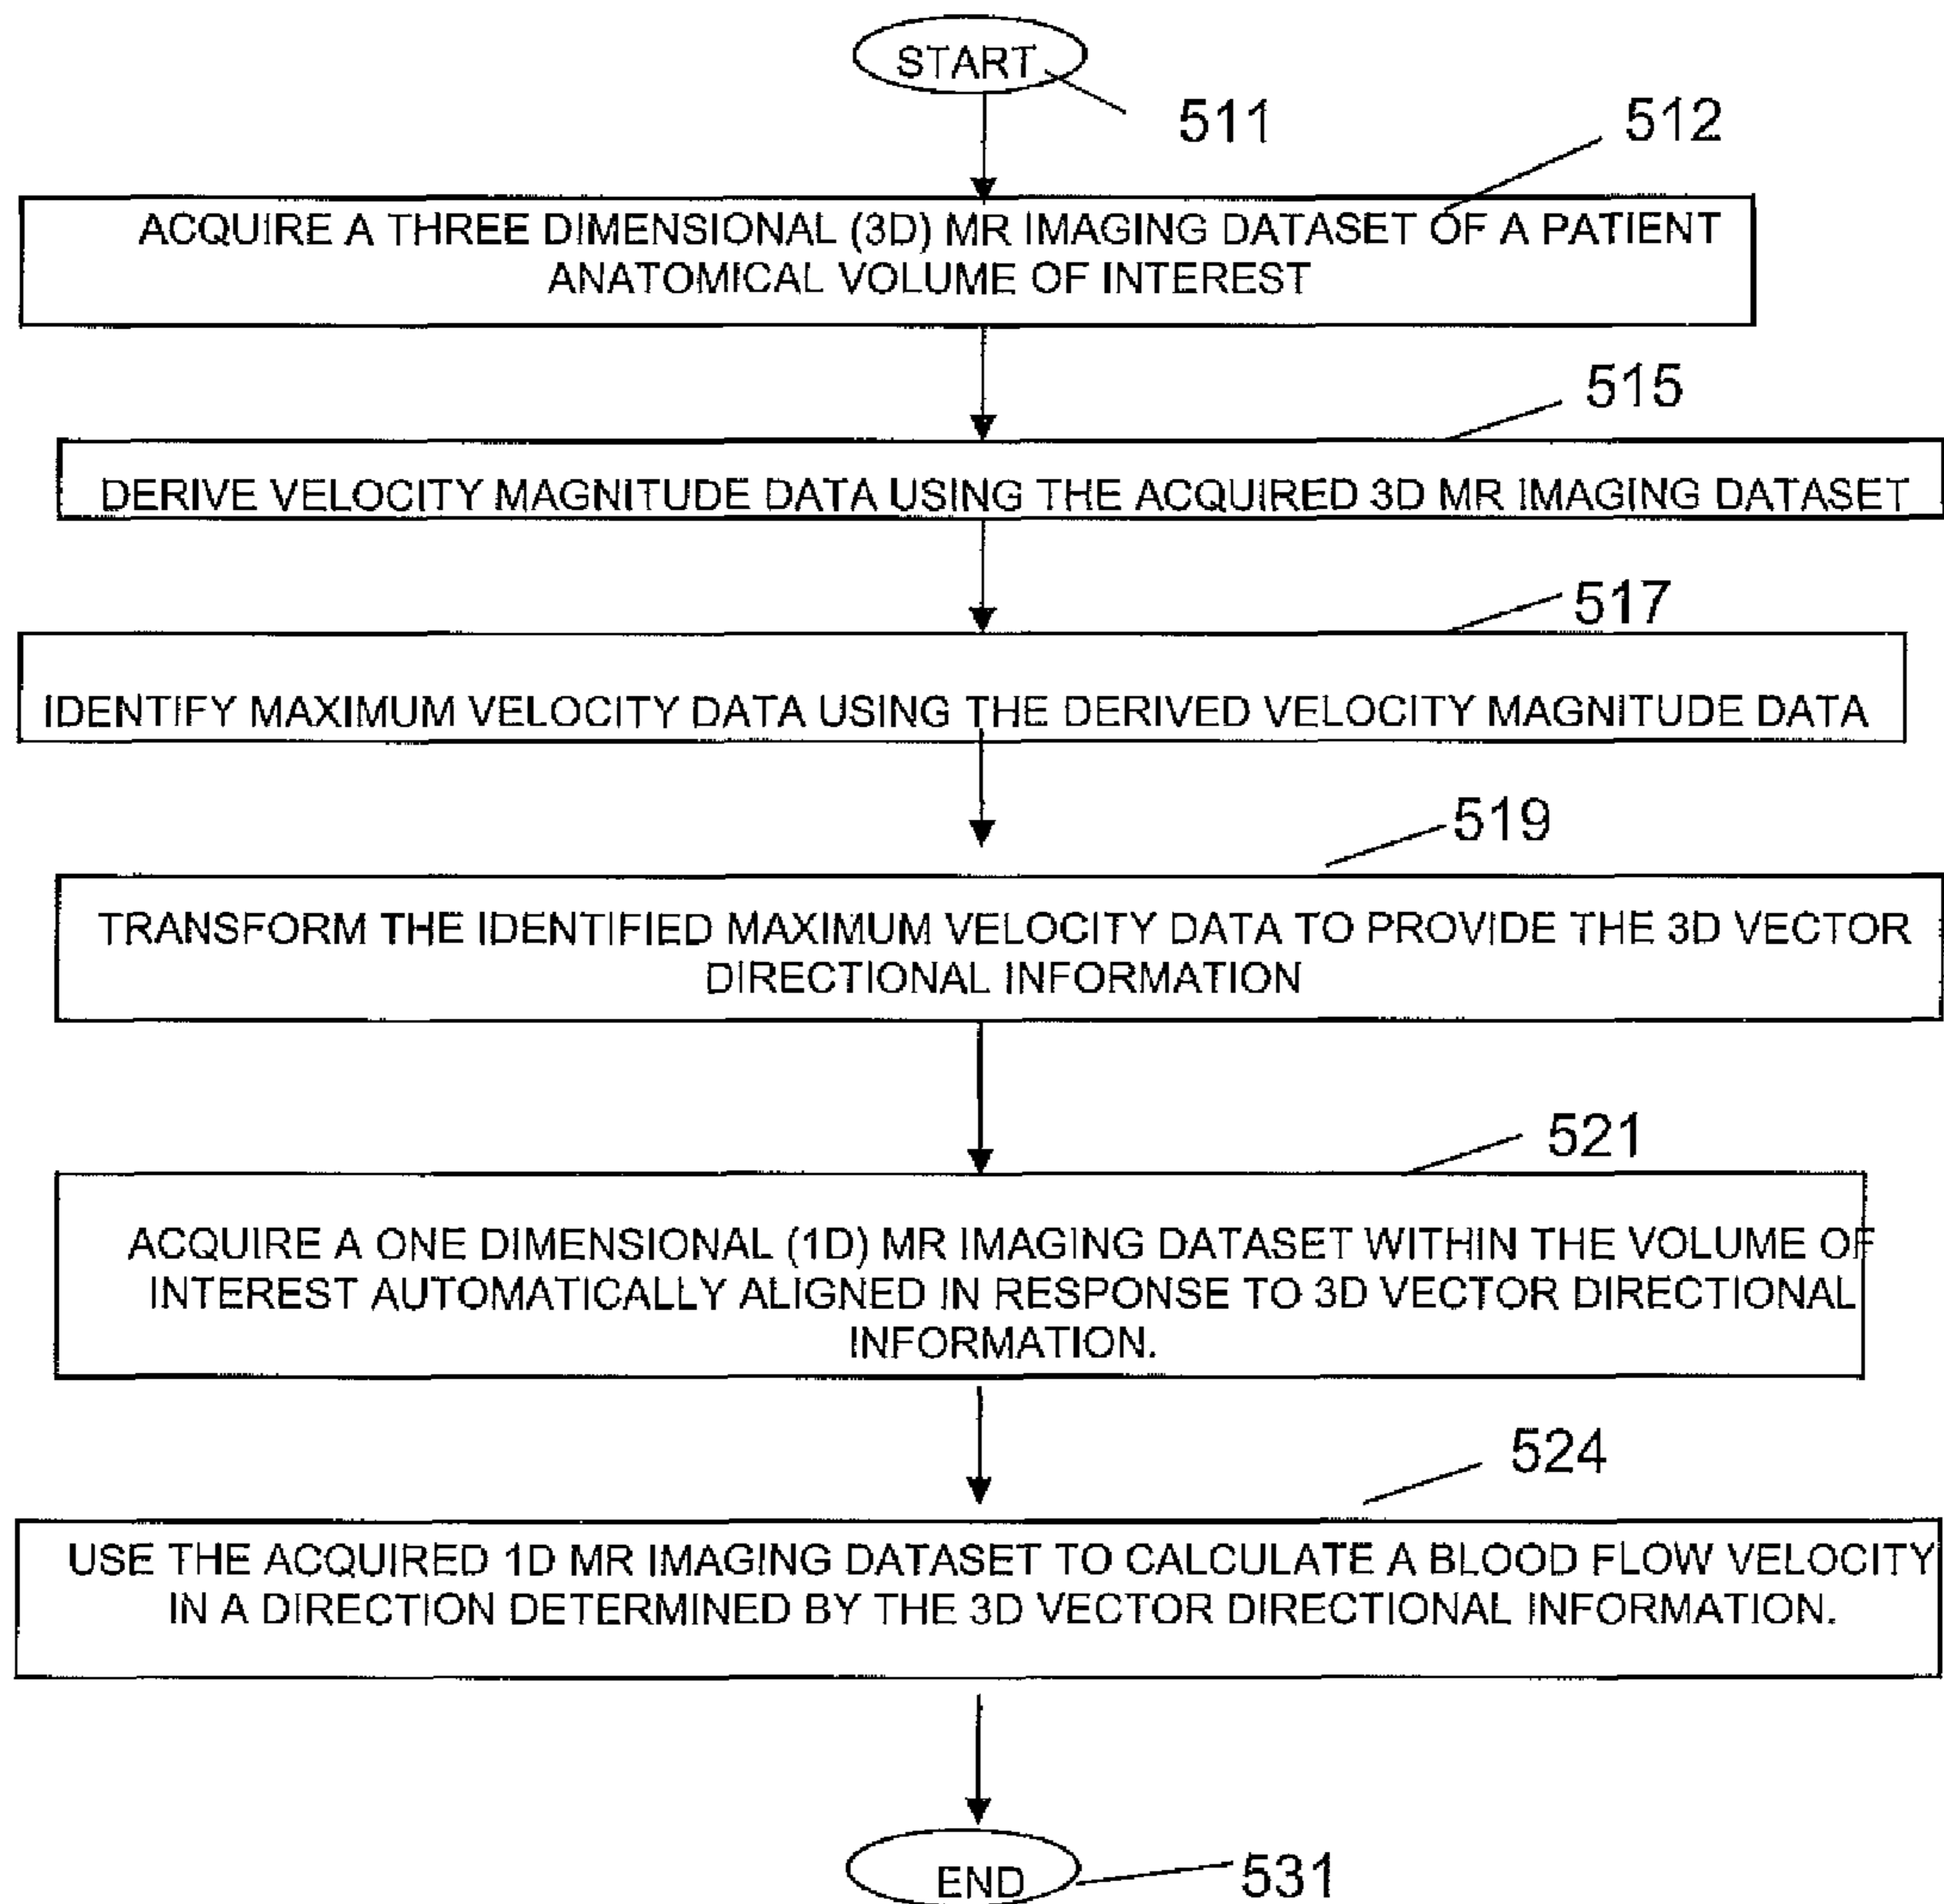 START
511
512
ACQUIRE A THREE DIMENSIONAL (3D) MR IMAGING DATASET OF A PATIENT
ANATOMICAL VOLUME OF INTEREST
515
DERIVE VELOCITY MAGNITUDE DATA USING THE ACQUIRED 3D MR IMAGING DATASET
517
IDENTIFY MAXIMUM VELOCITY DATA USING THE DERIVED VELOCITY MAGNITUDE DATA
519
TRANSFORM THE IDENTIFIED MAXIMUM VELOCITY DATA TO PROVIDE THE 3D VECTOR
DIRECTIONAL INFORMATION
521
ACQUIRE A ONE DIMENSIONAL (1D) MR IMAGING DATASET WITHIN THE VOLUME OF
INTEREST AUTOMATICALLY ALIGNED IN RESPONSE TO 3D VECTOR DIRECTIONAL
INFORMATION.
524
USE THE ACQUIRED 1D MR IMAGING DATASET TO CALCULATE A BLOOD FLOW VELOCITY
IN A DIRECTION DETERMINED BY THE 3D VECTOR DIRECTIONAL INFORMATION.
END
531